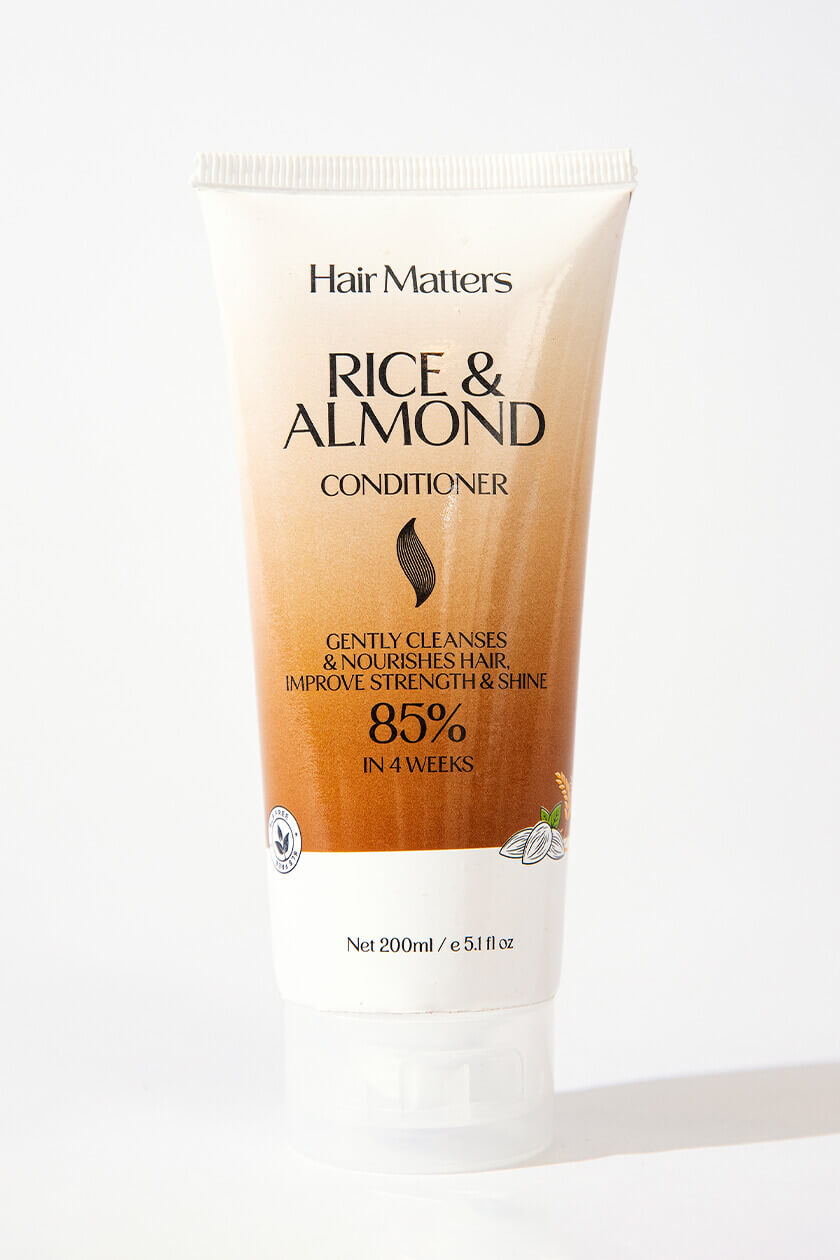 Hair Matters
RICE &
ALMOND
CONDITIONER
GENTLY CLEANSES
& NOURISHES HAIR,
IMPROVE STRENGTH & SHINE
85%
IN 4 WEEKS
Net 200ml / e 5.1 fl oz